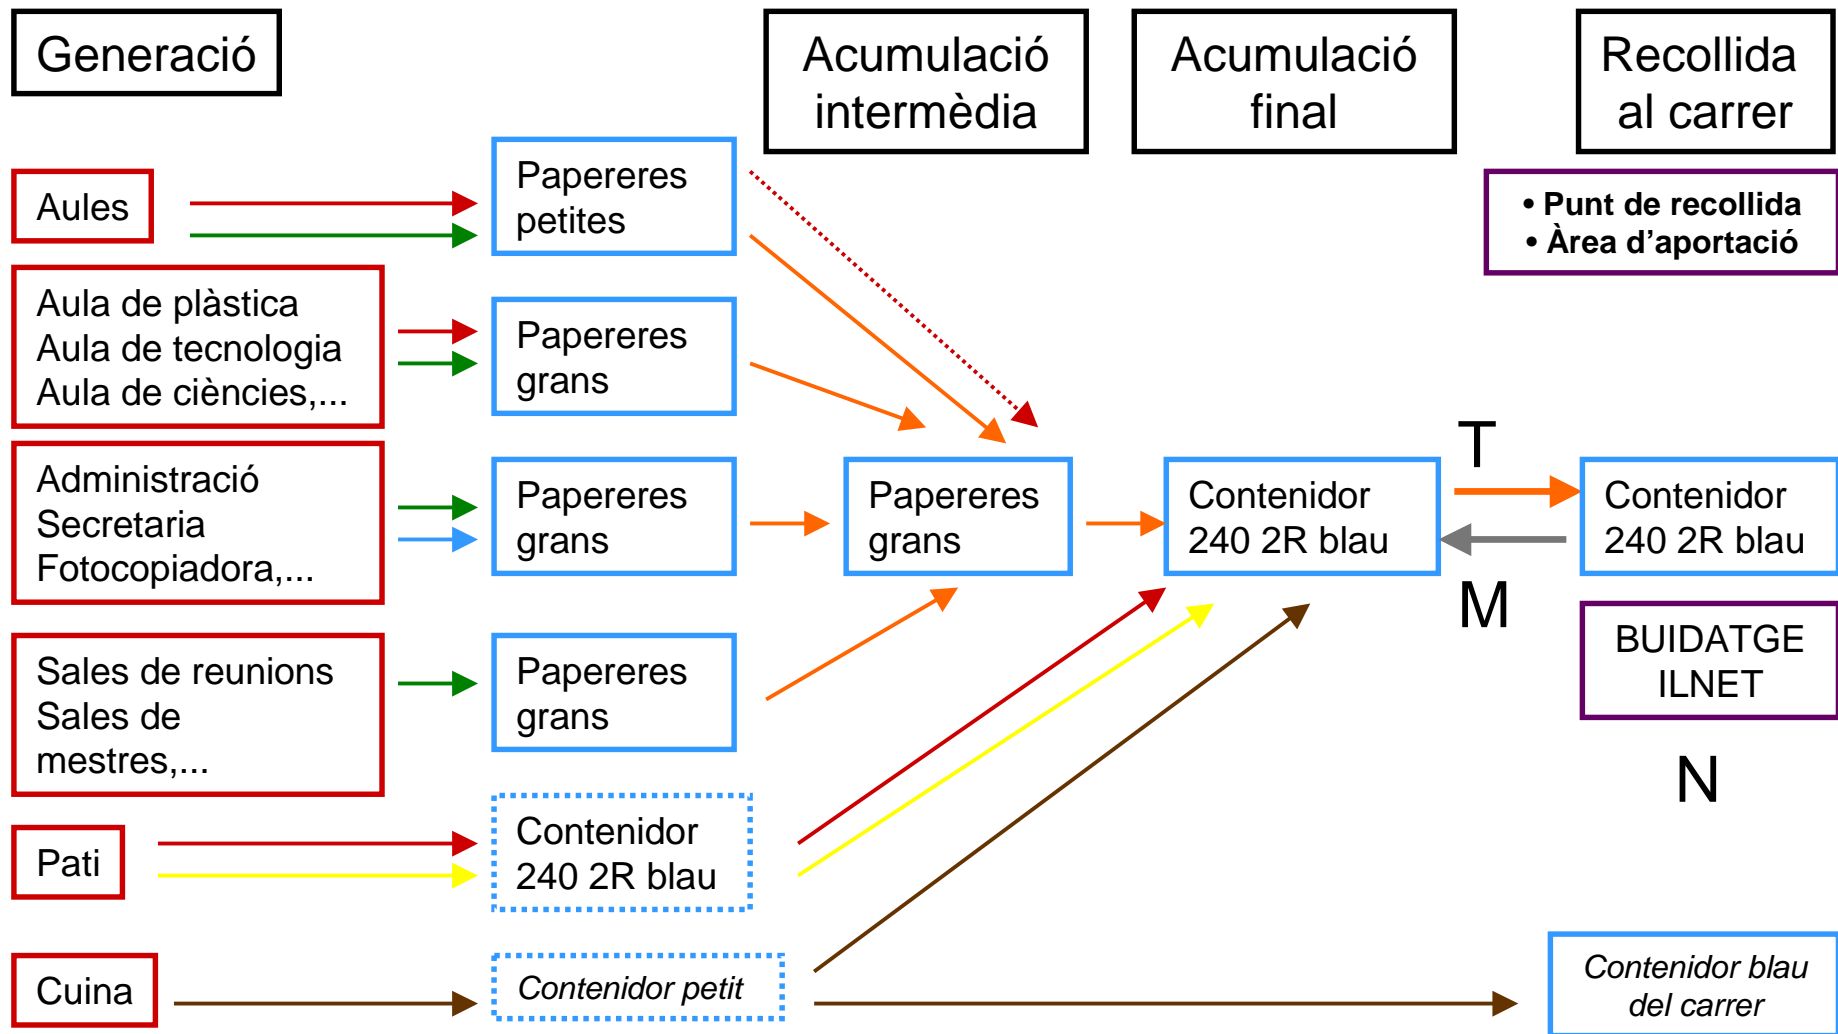 Generació
Acumulació
intermèdia
Acumulació
final
Recollida
al carrer
Aules
Papereres
petites
• Punt de recollida
• Àrea d’aportació
Aula de plàstica
Aula de tecnologia
Aula de ciències,...
Papereres
grans
Administració
Secretaria
Fotocopiadora,...
Papereres
grans
Papereres
grans
Contenidor
240 2R blau
T
M
Contenidor
240 2R blau
Sales de reunions
Sales de
mestres,...
Papereres
grans
BUIDATGE
ILNET
N
Pati
Contenidor
240 2R blau
Cuina
Contenidor petit
Contenidor blau
del carrer